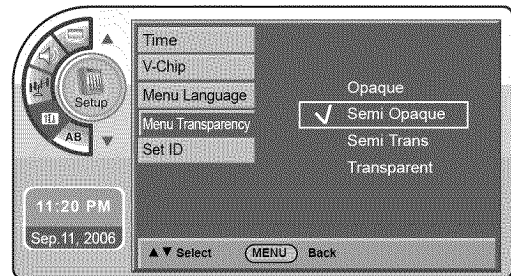 Setup
AB
11:20 PM
Sep.11, 2006
Time
V-Chip
Menu Language
Menu Transparency
Set ID
Opaque
Semi Opaque
Semi Trans
Transparent
▲▼ Select MENU Back